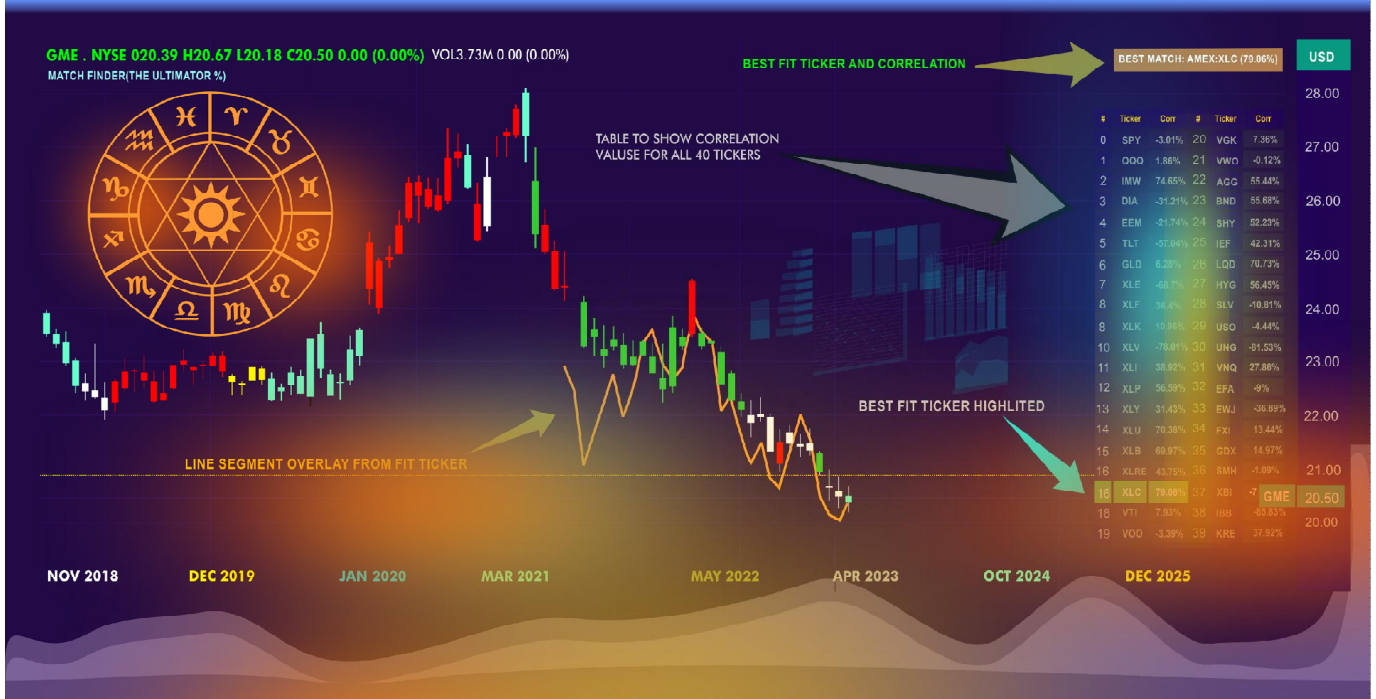 GME . NYSE 020.39 H20.67 L20.18 C20.50 0.00 (0.00%) VOL3.73M 0.00 (0.00%)
MATCH FINDER(THE ULTIMATOR %)
BEST FIT TICKER AND CORRELATION
BEST MATCH: AMEX:XLC (79.06%)
USD
TABLE TO SHOW CORRELATION
VALUSE FOR ALL 40 TICKERS
# Ticker Corr # Ticker Corr
0 SPY -3.01% 20 VGK 7.36%
1 QQQ 1.86% 21 VWO -0.12%
2 IMW 74.65% 22 AGG 55.44%
3 DIA -31.21% 23 BND 55.68%
4 EEM -21.74% 24 SHY 52.23%
5 TLT -37.04% 25 IEF 42.31%
6 GLD 6.28% 26 LQD 70.73%
7 XLE 27 HYG 56.45%
8 XLF 28 SLV -10.81%
8 XLK 29 USO -4.44%
10 XLV -78.01% 30 UNG -81.53%
11 XLI 38.92% 31 VNQ 27.86%
12 XLP 56.59% 32 EFA -9%
13 XLY 31.43% 33 EWJ -36.89%
14 XLU 70.38% 34 FXI 13.44%
15 XLB 69.97% 35 GDX 14.97%
16 XLRE 43.75% 36 SMH -1.09%
16 XLC 79.06% 37 XBI -7
18 VTI 7.93% 38 IBB
19 VOO -3.39% 39 KRE 37.92%
28.00
27.00
26.00
25.00
24.00
23.00
22.00
21.00
GME 20.50
20.00
BEST FIT TICKER HIGHLITED
LINE SEGMENT OVERLAY FROM FIT TICKER
NOV 2018 DEC 2019 JAN 2020 MAR 2021 MAY 2022 APR 2023 OCT 2024 DEC 2025